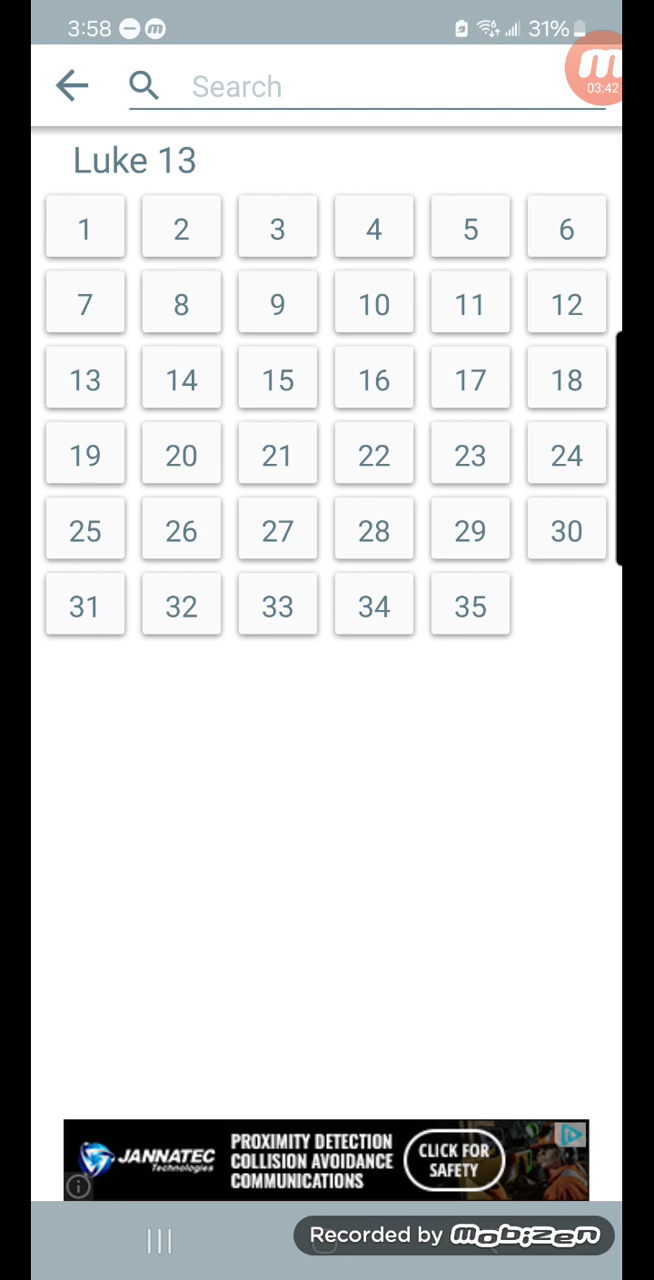 3:58 m 31%
03:42
Search
Luke 13
1 2 3 4 5 6
7 8 9 10 11 12
13 14 15 16 17 18
19 20 21 22 23 24
25 26 27 28 29 30
31 32 33 34 35
JANNATEC
Technologies
PROXIMITY DETECTION
COLLISION AVOIDANCE
COMMUNICATIONS
CLICK FOR
SAFETY
Recorded by mobizen